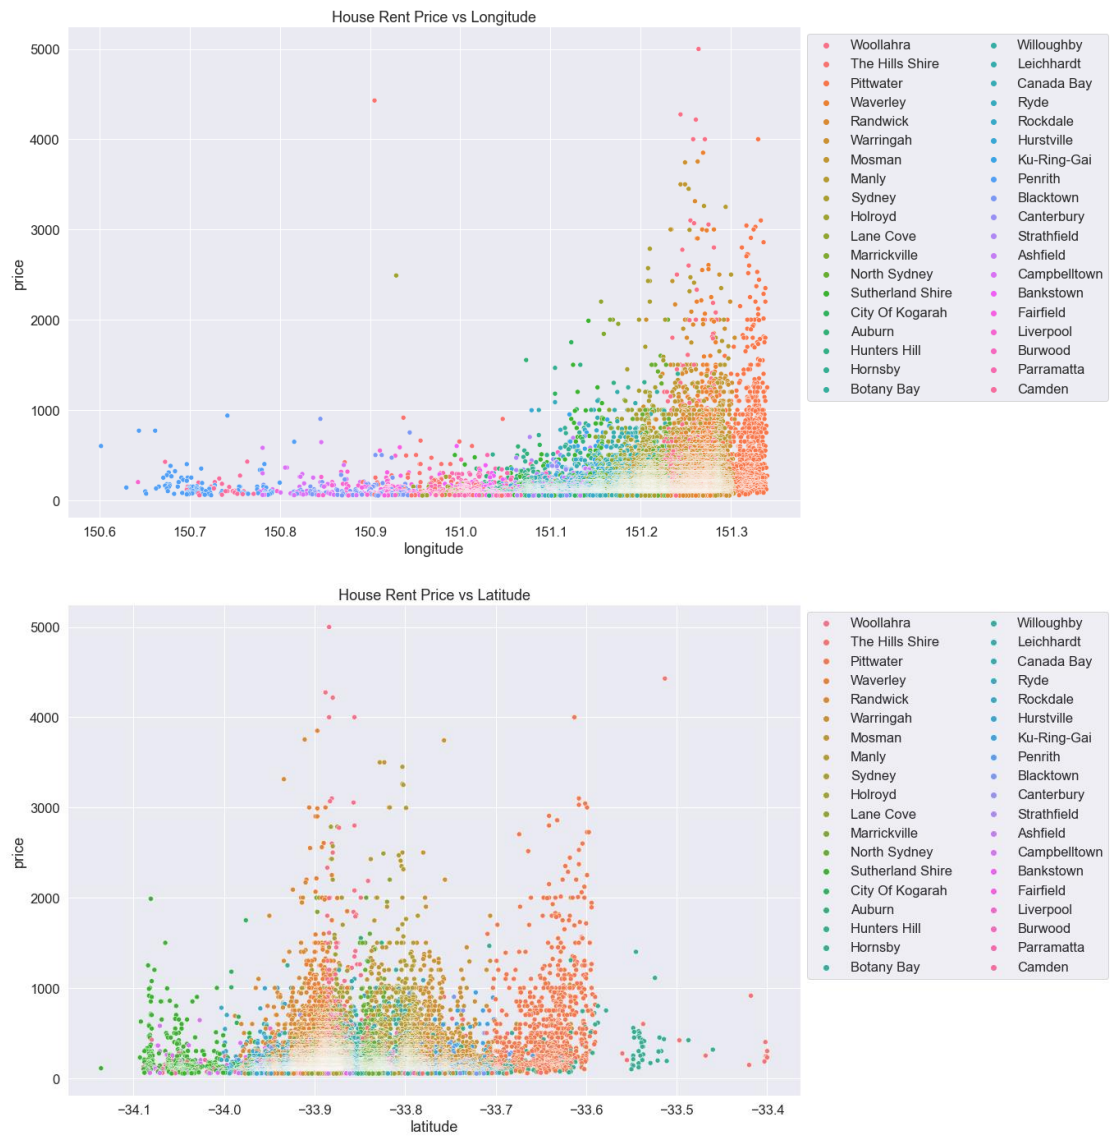 House Rent Price vs Longitude
5000
4000
3000
2000
1000
0
price
150.6 150.7 150.8 150.9 151.0 151.1 151.2 151.3
longitude
Woollahra
The Hills Shire
Pittwater
Waverley
Randwick
Warringah
Mosman
Manly
Sydney
Holroyd
Lane Cove
Marrickville
North Sydney
Sutherland Shire
City Of Kogarah
Auburn
Hunters Hill
Hornsby
Botany Bay
Willoughby
Leichhardt
Canada Bay
Ryde
Rockdale
Hurstville
Ku-Ring-Gai
Penrith
Blacktown
Canterbury
Strathfield
Ashfield
Campbelltown
Bankstown
Fairfield
Liverpool
Burwood
Parramatta
Camden
House Rent Price vs Latitude
5000
4000
3000
2000
1000
0
price
−34.1 −34.0 −33.9 −33.8 −33.7 −33.6 −33.5 −33.4
latitude
Woollahra
The Hills Shire
Pittwater
Waverley
Randwick
Warringah
Mosman
Manly
Sydney
Holroyd
Lane Cove
Marrickville
North Sydney
Sutherland Shire
City Of Kogarah
Auburn
Hunters Hill
Hornsby
Botany Bay
Willoughby
Leichhardt
Canada Bay
Ryde
Rockdale
Hurstville
Ku-Ring-Gai
Penrith
Blacktown
Canterbury
Strathfield
Ashfield
Campbelltown
Bankstown
Fairfield
Liverpool
Burwood
Parramatta
Camden